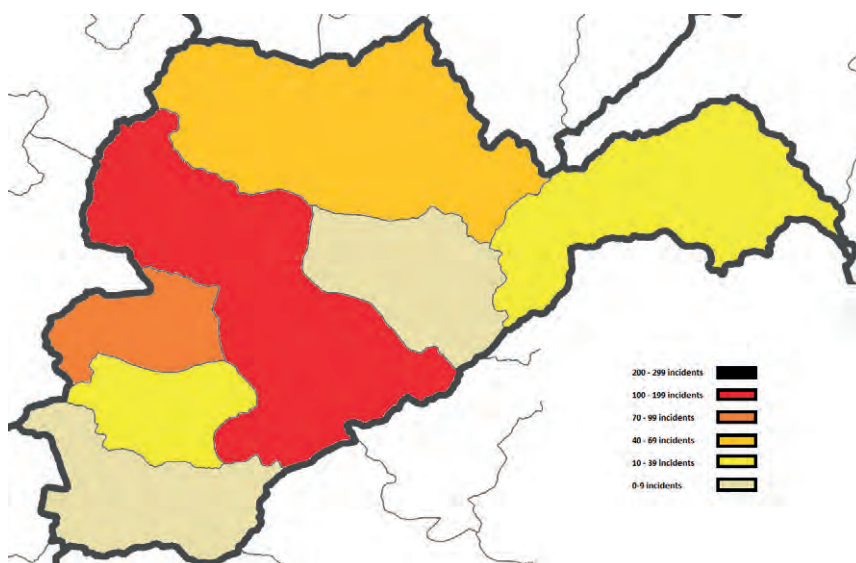 200 - 299 incidents
100 - 199 incidents
70 - 99 incidents
40 - 69 incidents
10 - 39 incidents
0-9 incidents